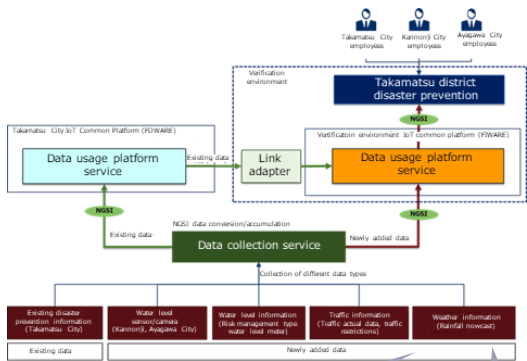 Takamatsu City
employees
Kannonji City
employees
Ayagawa City
employees
Verification
environment
Takamatsu district
disaster prevention
NGSI
Takamatsu City IoT Common Platform (FOWARE)
Vertificatoin environment IoT common platform (FIWARE)
Data usage platform
service
Existing data
Link
adapter
Data usage platform
service
NGSI
NGSI
NGSI data conversion/accumulation
Existing data
Data collection service
Newly added data
Collection of different data types
Existing disaster
prevention information
(Takamatsu City)
Water level
sensor/camera
(Kannonji, Ayagawa City)
Water level information
(Risk management type
water level meter)
Traffic information
(Traffic actual data, traffic
restrictions)
Weather information
(Rainfall nowcast)
Existing data
Newly added data